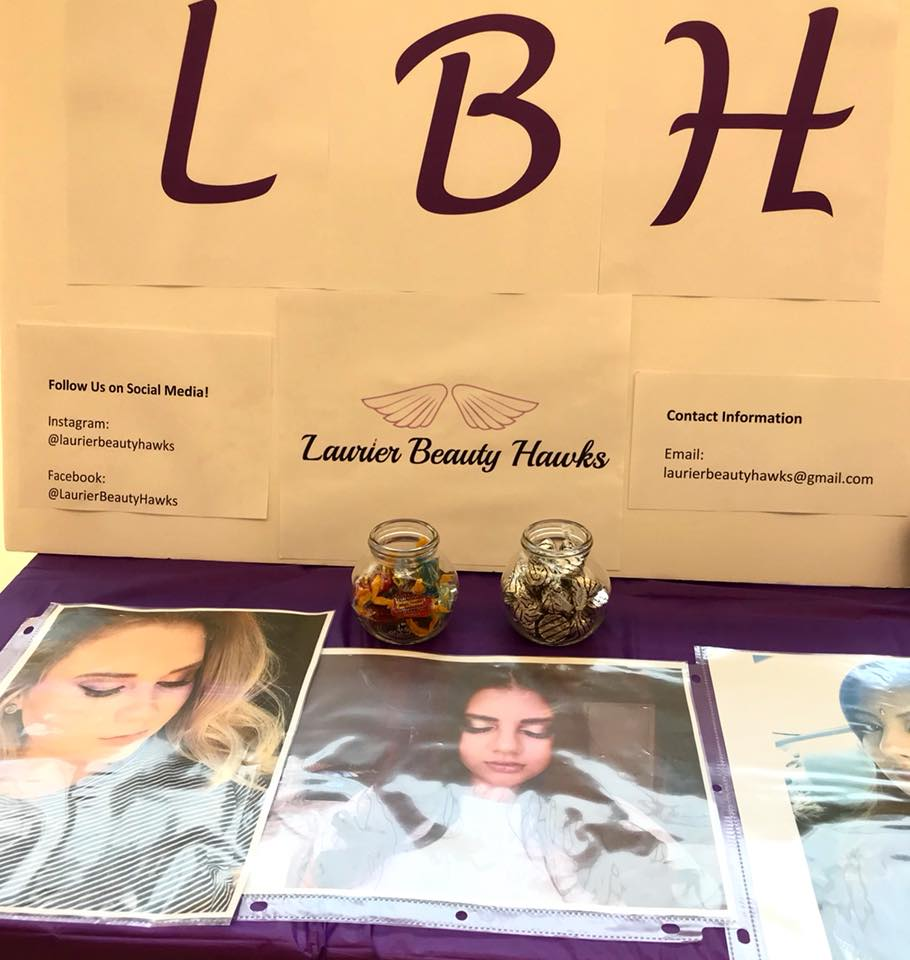 L B H
Follow Us on Social Media!
Instagram:
@laurierbeautyhawks
Facebook:
@LaurierBeautyHawks
Laurier Beauty Hawks
Contact Information
Email:
laurierbeautyhawks@gmail.com